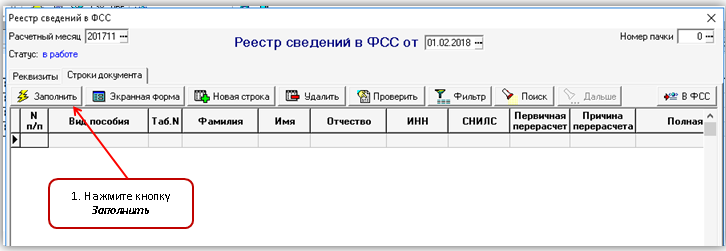 Реестр сведений в ФСС
Расчетный месяц 201711
Реестр сведений в ФСС от 01.02.2018
Номер пачки 0
Статус: в работе
Реквизиты Строки документа
Заполнить Экранная форма Новая строка Удалить Проверить Фильтр Поиск Дальше В ФСС
N п/п Вид пособия Таб.N Фамилия Имя Отчество ИНН СНИЛС Первичная перерасчет Причина перерасчета Полная
1. Нажмите кнопку
Заполнить